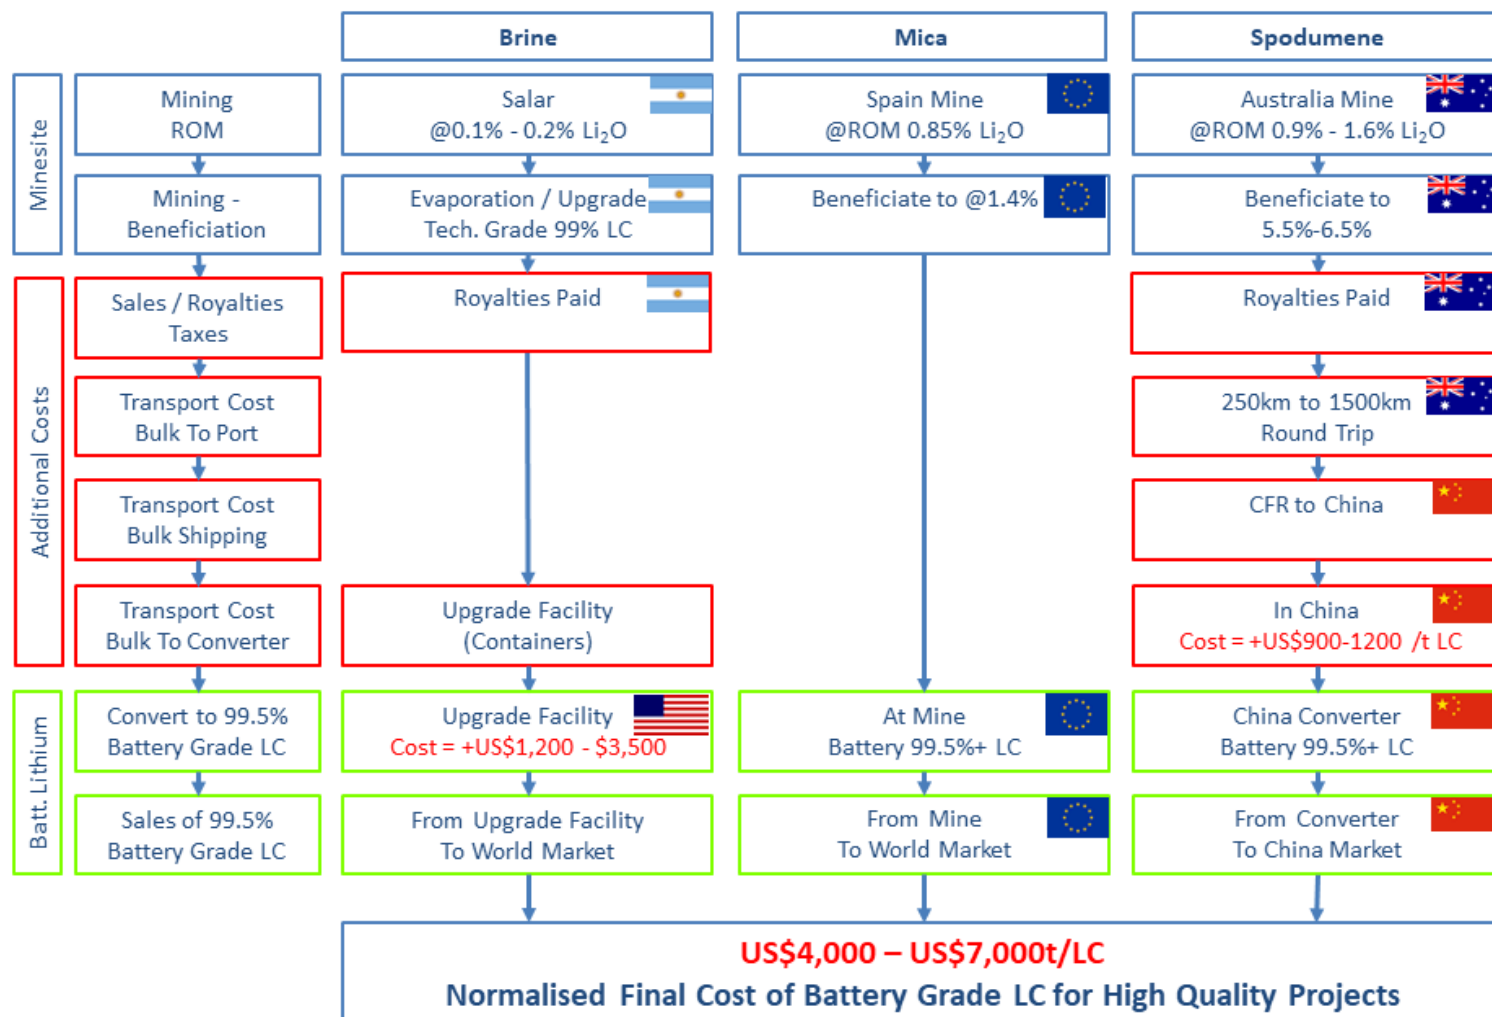 Brine
Mica
Spodumene
Minesite
Mining
ROM
Salar
@0.1% - 0.2% Li₂O
Spain Mine
@ROM 0.85% Li₂O
Australia Mine
@ROM 0.9% - 1.6% Li₂O
Mining -
Beneficiation
Evaporation / Upgrade
Tech. Grade 99% LC
Beneficiate to @1.4%
Beneficiate to
5.5%-6.5%
Additional Costs
Sales / Royalties
Taxes
Royalties Paid
Royalties Paid
Transport Cost
Bulk To Port
250km to 1500km
Round Trip
Transport Cost
Bulk Shipping
CFR to China
Transport Cost
Bulk To Converter
Upgrade Facility
(Containers)
In China
Cost = +US$900-1200 /t LC
Batt. Lithium
Convert to 99.5%
Battery Grade LC
Upgrade Facility
Cost = +US$1,200 - $3,500
At Mine
Battery 99.5%+ LC
China Converter
Battery 99.5%+ LC
Sales of 99.5%
Battery Grade LC
From Upgrade Facility
To World Market
From Mine
To World Market
From Converter
To China Market
US$4,000 – US$7,000t/LC
Normalised Final Cost of Battery Grade LC for High Quality Projects